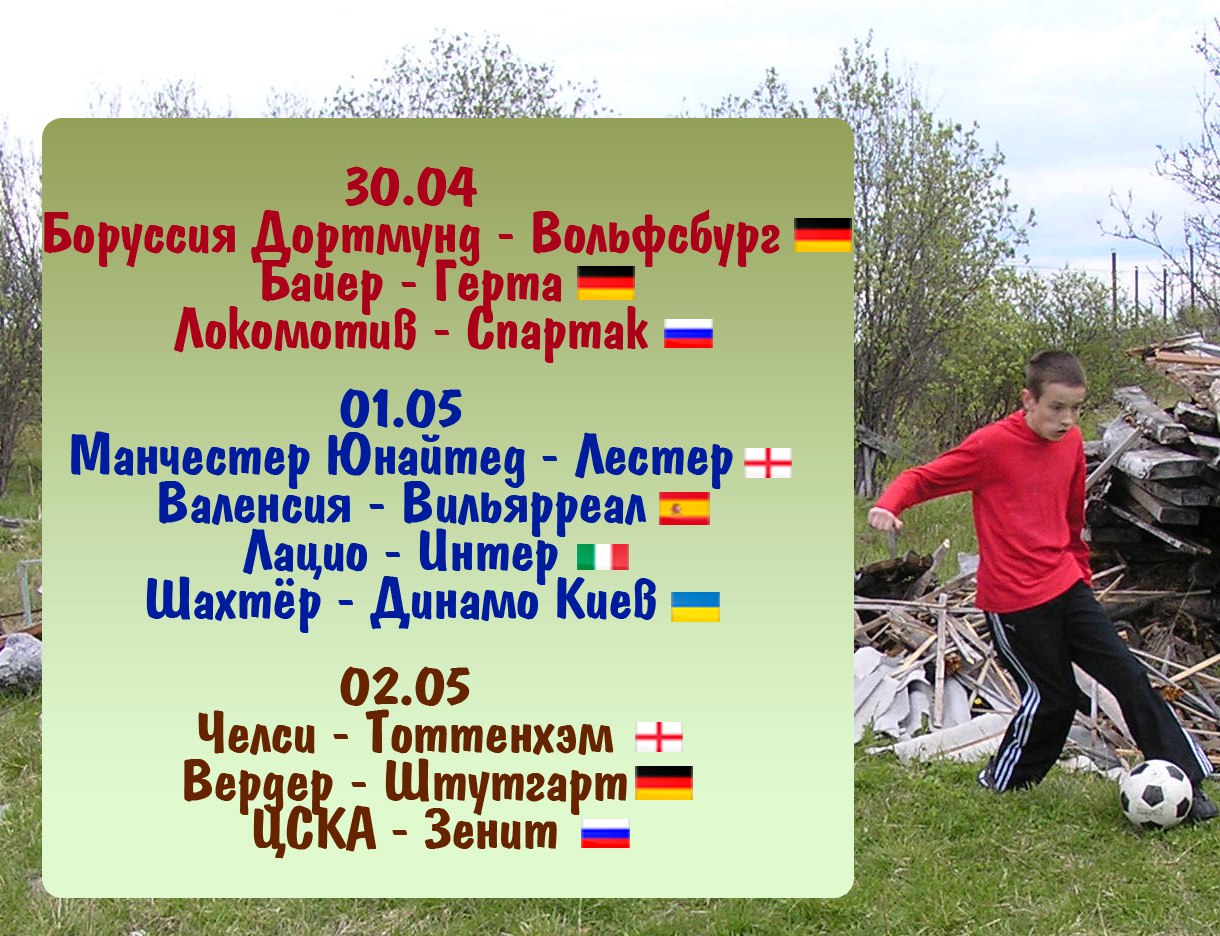 30.04
Боруссия Дортмунд - Вольфсбург
Байер - Герта
Локомотив - Спартак
01.05
Манчестер Юнайтед - Лестер
Валенсия - Вильярреал
Лацио - Интер
Шахтёр - Динамо Киев
02.05
Челси - Тоттенхэм
Вердер - Штутгарт
ЦСКА - Зенит